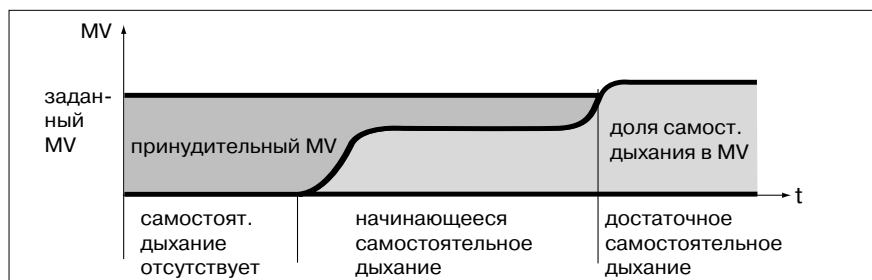 MV
задан-
ный
MV
принудительный MV
доля самост.
дыхания в MV
t
самостоят.
дыхание
отсутствует
начинающееся
самостоятельное
дыхание
достаточное
самостоятельное
дыхание